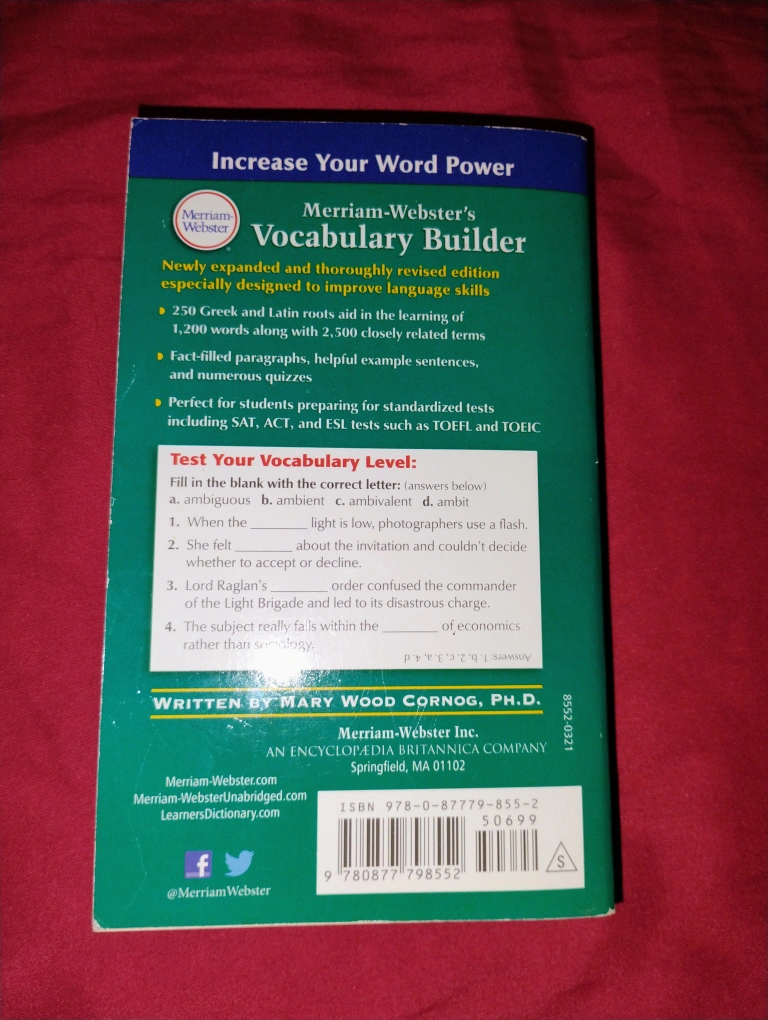 Increase Your Word Power
Merriam-
Webster
®
Merriam-Webster's
Vocabulary Builder
Newly expanded and thoroughly revised edition
especially designed to improve language skills
250 Greek and Latin roots aid in the learning of
1,200 words along with 2,500 closely related terms
Fact-filled paragraphs, helpful example sentences,
and numerous quizzes
Perfect for students preparing for standardized tests
including SAT, ACT, and ESL tests such as TOEFL and TOEIC
Test Your Vocabulary Level:
Fill in the blank with the correct letter: (answers below)
a. ambiguous b. ambient c. ambivalent d. ambit
1. When the ________ light is low, photographers use a flash.
2. She felt ________ about the invitation and couldn't decide
whether to accept or decline.
3. Lord Raglan's ________ order confused the commander
of the Light Brigade and led to its disastrous charge.
4. The subject really falls within the ________ of economics
rather than sociology.
Answers: 1. b, 2. c, 3. a, 4. d
WRITTEN BY MARY WOOD CORNOG, PH.D.
8552-0321
Merriam-Webster Inc.
AN ENCYCLOPÆDIA BRITANNICA COMPANY
Springfield, MA 01102
Merriam-Webster.com
Merriam-WebsterUnabridged.com
LearnersDictionary.com
@MerriamWebster
ISBN 978-0-87779-855-2
50699
9 780877 798552
S